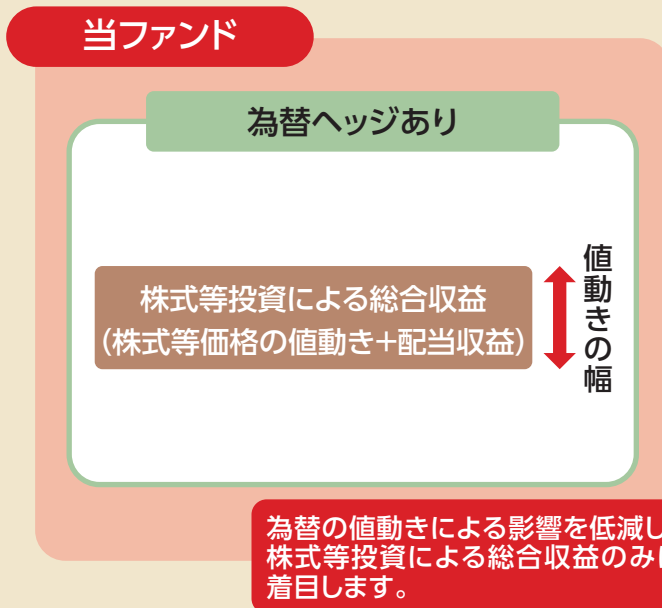 当ファンド
為替ヘッジあり
株式等投資による総合収益
(株式等価格の値動き+配当収益)
値動きの幅
為替の値動きによる影響を低減し
株式等投資による総合収益のみ
着目します。